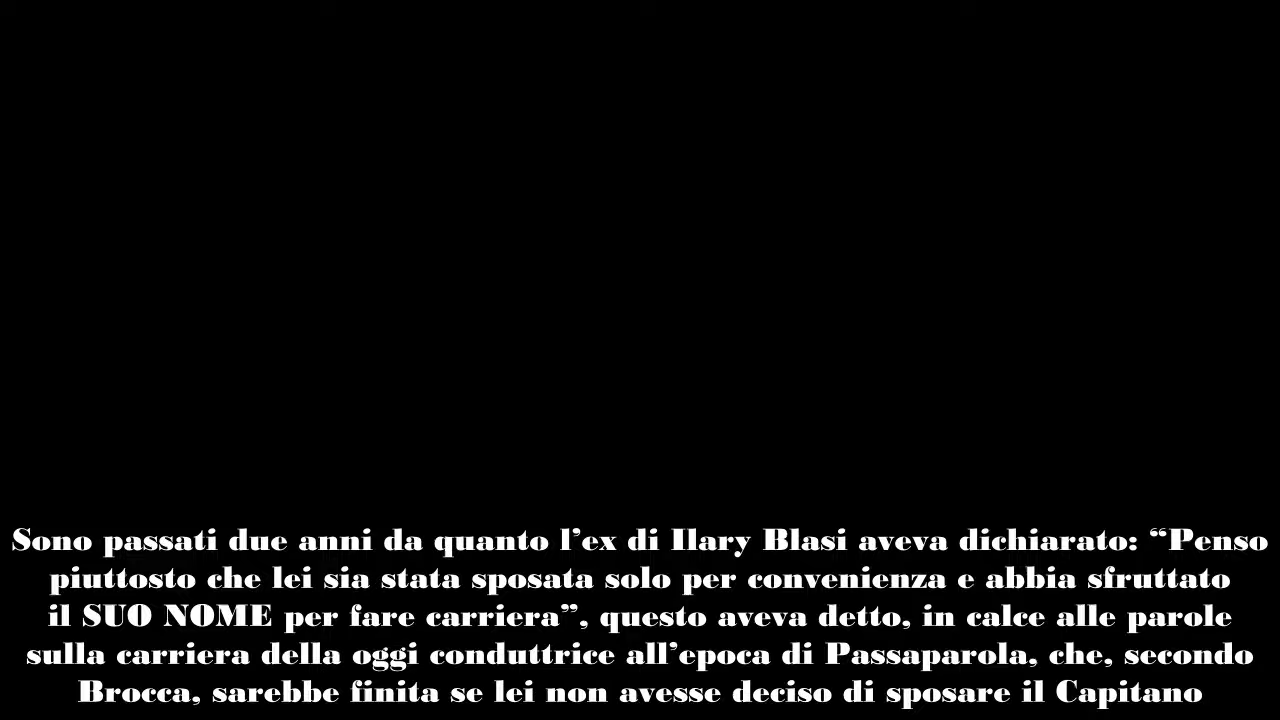 Sono passati due anni da quanto l’ex di Ilary Blasi aveva dichiarato: “Penso
piuttosto che lei sia stata sposata solo per convenienza e abbia sfruttato
il SUO NOME per fare carriera”, questo aveva detto, in calce alle parole
sulla carriera della oggi conduttrice all’epoca di Passaparola, che, secondo
Brocca, sarebbe finita se lei non avesse deciso di sposare il Capitano